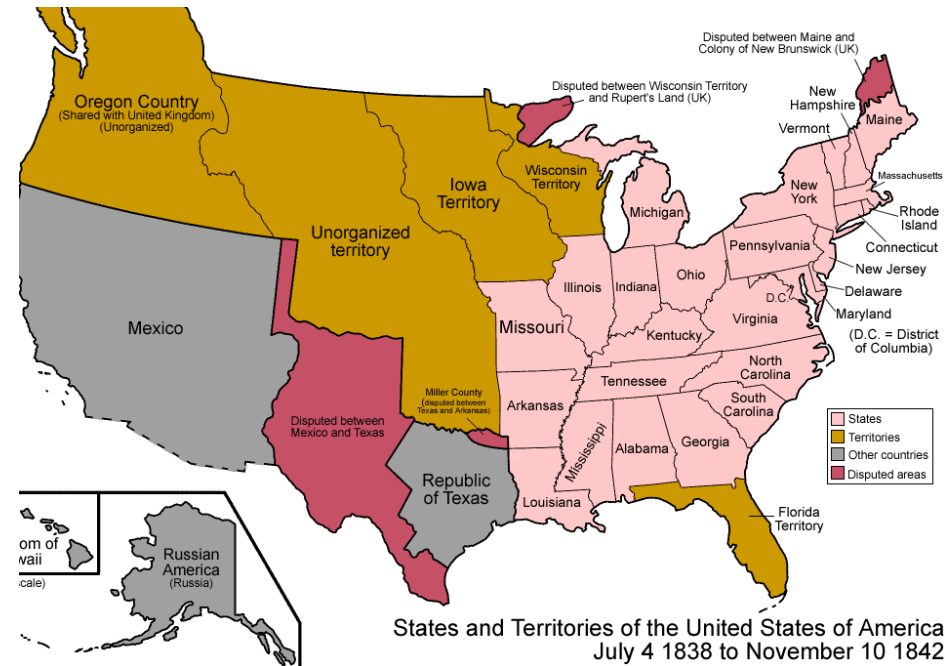 Disputed between Maine and
Colony of New Brunswick (UK)
Disputed between Wisconsin Territory
and Rupert's Land (UK)
New
Hampshire
Vermont
Maine
Oregon Country
(Shared with United Kingdom)
(Unorganized)
Iowa
Territory
Wisconsin
Territory
Michigan
New
York
Massachusetts
Rhode
Island
Connecticut
Unorganized
territory
Pennsylvania
New Jersey
Illinois
Indiana
Ohio
Delaware
D.C.
Maryland
(D.C. = District
of Columbia)
Mexico
Missouri
Kentucky
Virginia
North
Carolina
Tennessee
South
Carolina
Miller County
(disputed between
Texas and Arkansas)
Arkansas
Disputed between
Mexico and Texas
Mississippi
Alabama
Georgia
States
Territories
Other countries
Disputed areas
Republic
of Texas
Louisiana
Florida
Territory
om of
waii
scale)
Russian
America
(Russia)
States and Territories of the United States of America
July 4 1838 to November 10 1842